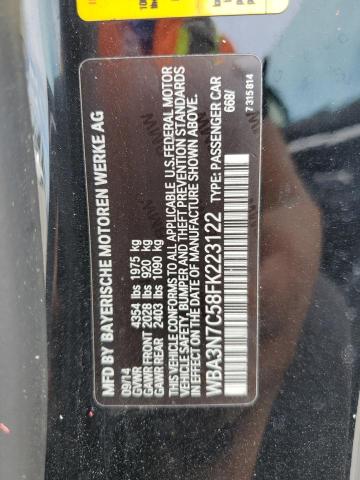 MFD BY BAYERISCHE MOTOREN WERKE AG
09/14
GVWR 4354 lbs 1975 kg
GAWR FRONT 2028 lbs 920 kg
GAWR REAR 2403 lbs 1090 kg
THIS VEHICLE CONFORMS TO ALL APPLICABLE U.S. FEDERAL MOTOR
VEHICLE SAFETY, BUMPER AND THEFT PREVENTION STANDARDS
IN EFFECT ON THE DATE OF MANUFACTURE SHOWN ABOVE.
WBA3N7C58FK223122 TYPE: PASSENGER CAR
668/
7 315 814